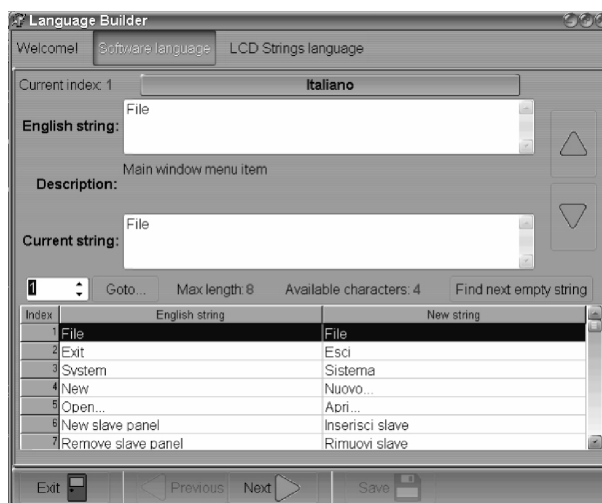 Language Builder
Welcome! Software language LCD Strings language
Current index: 1 Italiano
English string: File
Description: Main window menu item
Current string: File
1 Goto... Max length: 8 Available characters: 4 Find next empty string
Index English string New string
1 File File
2 Exit Esci
3 System Sistema
4 New Nuovo...
5 Open... Apri...
6 New slave panel Inserisci slave
7 Remove slave panel Rimuovi slave
Exit Previous Next Save